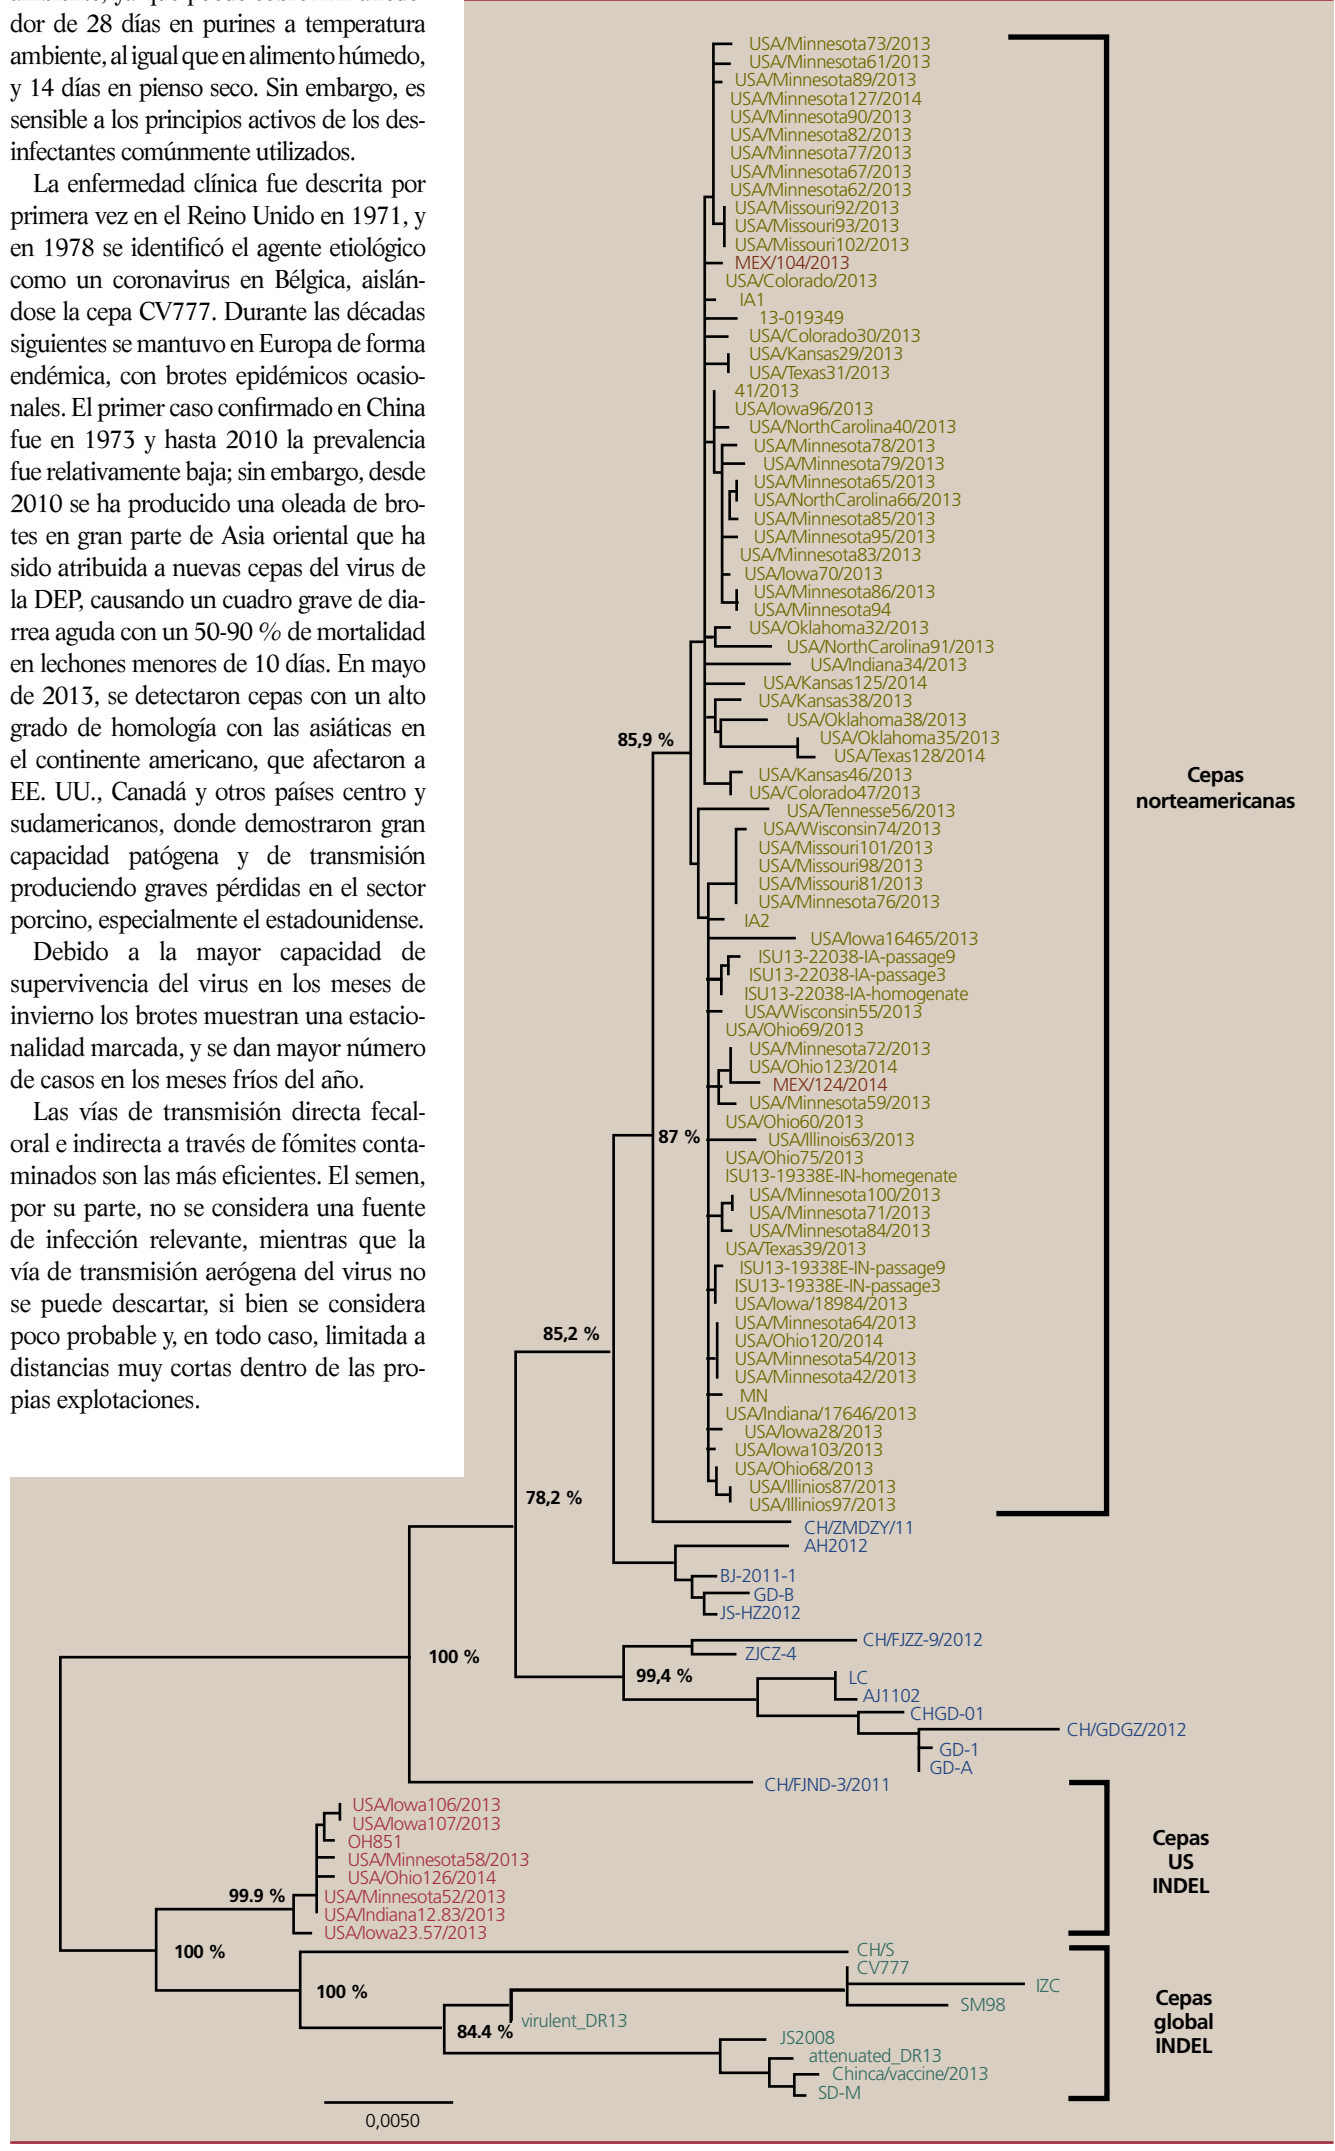 dor de 28 días en purines a temperatura
ambiente, al igual que en alimento húmedo,
y 14 días en pienso seco. Sin embargo, es
sensible a los principios activos de los des-
infectantes comúnmente utilizados.
La enfermedad clínica fue descrita por
primera vez en el Reino Unido en 1971, y
en 1978 se identificó el agente etiológico
como un coronavirus en Bélgica, aislán-
dose la cepa CV777. Durante las décadas
siguientes se mantuvo en Europa de forma
endémica, con brotes epidémicos ocasio-
nales. El primer caso confirmado en China
fue en 1973 y hasta 2010 la prevalencia
fue relativamente baja; sin embargo, desde
2010 se ha producido una oleada de bro-
tes en gran parte de Asia oriental que ha
sido atribuida a nuevas cepas del virus de
la DEP, causando un cuadro grave de dia-
rrea aguda con un 50-90 % de mortalidad
en lechones menores de 10 días. En mayo
de 2013, se detectaron cepas con un alto
grado de homología con las asiáticas en
el continente americano, que afectaron a
EE. UU., Canadá y otros países centro y
sudamericanos, donde demostraron gran
capacidad patógena y de transmisión
produciendo graves pérdidas en el sector
porcino, especialmente el estadounidense.
Debido a la mayor capacidad de
supervivencia del virus en los meses de
invierno los brotes muestran una estacio-
nalidad marcada, y se dan mayor número
de casos en los meses fríos del año.
Las vías de transmisión directa fecal-
oral e indirecta a través de fómites conta-
minados son las más eficientes. El semen,
por su parte, no se considera una fuente
de infección relevante, mientras que la
vía de transmisión aerógena del virus no
se puede descartar, si bien se considera
poco probable y, en todo caso, limitada a
distancias muy cortas dentro de las pro-
pias explotaciones.
USA/Minnesota73/2013
USA/Minnesota61/2013
USA/Minnesota89/2013
USA/Minnesota127/2014
USA/Minnesota90/2013
USA/Minnesota82/2013
USA/Minnesota77/2013
USA/Minnesota67/2013
USA/Minnesota62/2013
USA/Missouri92/2013
USA/Missouri93/2013
USA/Missouri102/2013
MEX/104/2013
USA/Colorado/2013
IA1
13-019349
USA/Colorado30/2013
USA/Kansas29/2013
USA/Texas31/2013
41/2013
USA/Iowa96/2013
USA/NorthCarolina40/2013
USA/Minnesota78/2013
USA/Minnesota79/2013
USA/Minnesota65/2013
USA/NorthCarolina66/2013
USA/Minnesota85/2013
USA/Minnesota95/2013
USA/Minnesota83/2013
USA/Iowa70/2013
USA/Minnesota86/2013
USA/Minnesota94
USA/Oklahoma32/2013
USA/NorthCarolina91/2013
USA/Indiana34/2013
USA/Kansas125/2014
USA/Kansas38/2013
USA/Oklahoma38/2013
USA/Oklahoma35/2013
USA/Texas128/2014
USA/Kansas46/2013
USA/Colorado47/2013
USA/Tennesse56/2013
USA/Wisconsin74/2013
USA/Missouri101/2013
USA/Missouri98/2013
USA/Missouri81/2013
USA/Minnesota76/2013
IA2
USA/Iowa16465/2013
ISU13-22038-IA-passage9
ISU13-22038-IA-passage3
ISU13-22038-IA-homogenate
USA/Wisconsin55/2013
USA/Ohio69/2013
USA/Minnesota72/2013
USA/Ohio123/2014
MEX/124/2014
USA/Minnesota59/2013
USA/Ohio60/2013
USA/Illinois63/2013
USA/Ohio75/2013
ISU13-19338E-IN-homegenate
USA/Minnesota100/2013
USA/Minnesota71/2013
USA/Minnesota84/2013
USA/Texas39/2013
ISU13-19338E-IN-passage9
ISU13-19338E-IN-passage3
USA/Iowa/18984/2013
USA/Minnesota64/2013
USA/Ohio120/2014
USA/Minnesota54/2013
USA/Minnesota42/2013
MN
USA/Indiana/17646/2013
USA/Iowa28/2013
USA/Iowa103/2013
USA/Ohio68/2013
USA/Illinios87/2013
USA/Illinios97/2013
85,9 %
87 %
85,2 %
78,2 %
Cepas
norteamericanas
CH/ZMDZY/11
AH2012
BJ-2011-1
GD-B
JS-HZ2012
CH/FJZZ-9/2012
ZJCZ-4
100 %
99,4 %
LC
AJ1102
CHGD-01
CH/GDGZ/2012
GD-1
GD-A
CH/FJND-3/2011
USA/Iowa106/2013
USA/Iowa107/2013
OH851
USA/Minnesota58/2013
USA/Ohio126/2014
USA/Minnesota52/2013
USA/Indiana12.83/2013
USA/Iowa23.57/2013
99.9 %
Cepas
US
INDEL
100 %
CH/S
CV777
IZC
SM98
100 %
virulent_DR13
84.4 %
JS2008
attenuated_DR13
Chinca/vaccine/2013
SD-M
Cepas
global
INDEL
0,0050